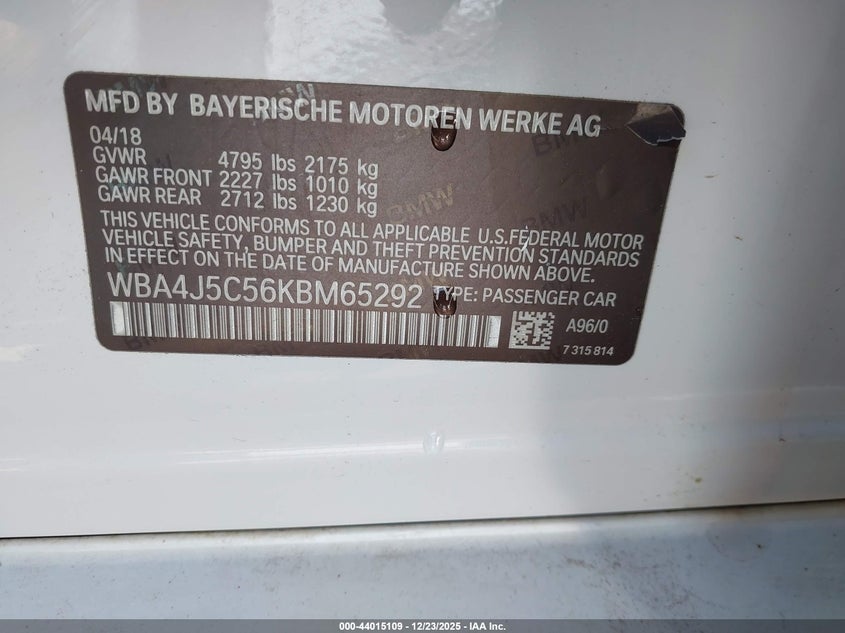 MFD BY BAYERISCHE MOTOREN WERKE AG
04/18
GVWR 4795 lbs 2175 kg
GAWR FRONT 2227 lbs 1010 kg
GAWR REAR 2712 lbs 1230 kg
THIS VEHICLE CONFORMS TO ALL APPLICABLE U.S.FEDERAL MOTOR
VEHICLE SAFETY, BUMPER AND THEFT PREVENTION STANDARDS
IN EFFECT ON THE DATE OF MANUFACTURE SHOWN ABOVE.
WBA4J5C56KBM65292 TYPE: PASSENGER CAR
A96/0
7 315 814
000-44015109 - 12/23/2025 - IAA Inc.